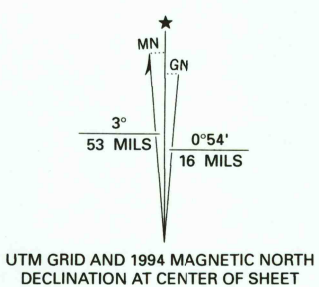 MN
GN
3°
53 MILS
0°54'
16 MILS
UTM GRID AND 1994 MAGNETIC NORTH
DECLINATION AT CENTER OF SHEET